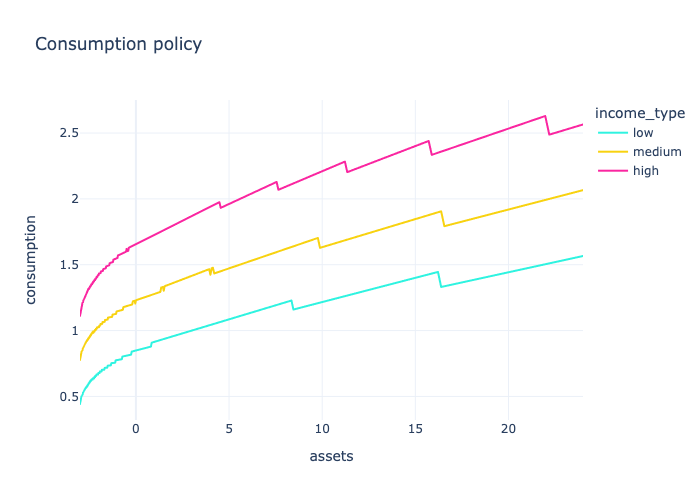 Consumption policy
income_type
low
medium
high
consumption
2.5
2
1.5
1
0.5
0
5
10
15
20
assets